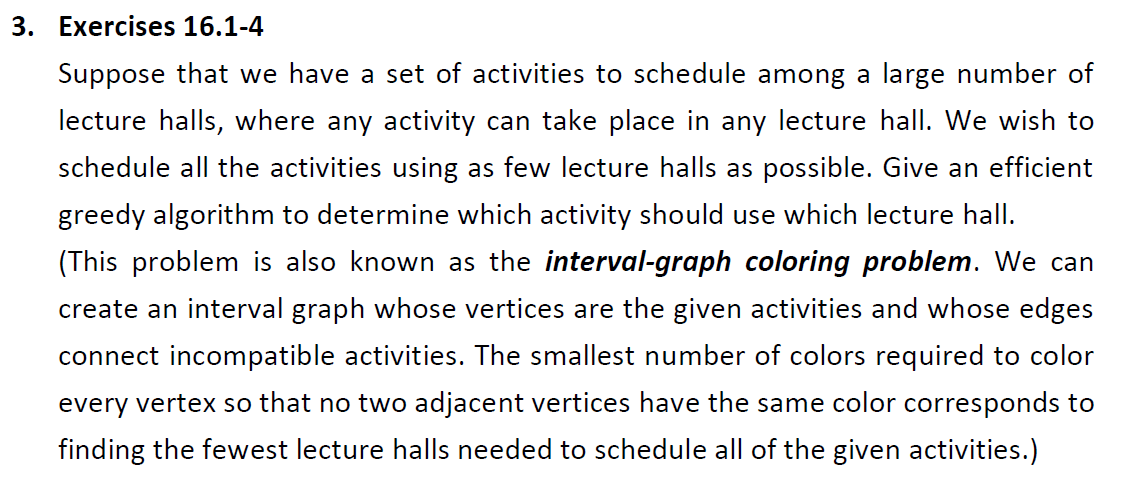 3. Exercises 16.1-4
Suppose that we have a set of activities to schedule among a large number of
lecture halls, where any activity can take place in any lecture hall. We wish to
schedule all the activities using as few lecture halls as possible. Give an efficient
greedy algorithm to determine which activity should use which lecture hall.
(This problem is also known as the interval-graph coloring problem. We can
create an interval graph whose vertices are the given activities and whose edges
connect incompatible activities. The smallest number of colors required to color
every vertex so that no two adjacent vertices have the same color corresponds to
finding the fewest lecture halls needed to schedule all of the given activities.)